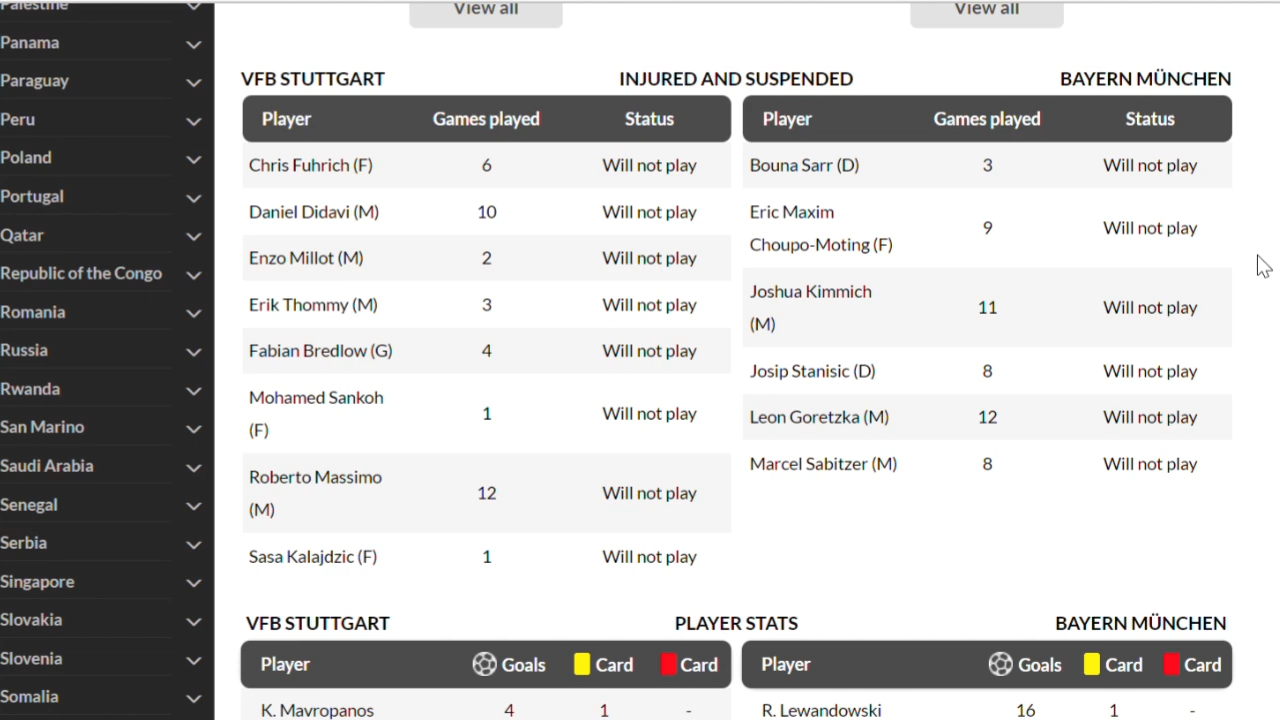 Palestine
Panama
Paraguay
Peru
Poland
Portugal
Qatar
Republic of the Congo
Romania
Russia
Rwanda
San Marino
Saudi Arabia
Senegal
Serbia
Singapore
Slovakia
Slovenia
Somalia
View all View all
VFB STUTTGART INJURED AND SUSPENDED BAYERN MÜNCHEN
Player Games played Status
Chris Fuhrich (F) 6 Will not play
Daniel Didavi (M) 10 Will not play
Enzo Millot (M) 2 Will not play
Erik Thommy (M) 3 Will not play
Fabian Bredlow (G) 4 Will not play
Mohamed Sankoh
(F) 1 Will not play
Roberto Massimo
(M) 12 Will not play
Sasa Kalajdzic (F) 1 Will not play
Player Games played Status
Bouna Sarr (D) 3 Will not play
Eric Maxim
Choupo-Moting (F) 9 Will not play
Joshua Kimmich
(M) 11 Will not play
Josip Stanisic (D) 8 Will not play
Leon Goretzka (M) 12 Will not play
Marcel Sabitzer (M) 8 Will not play
VFB STUTTGART PLAYER STATS BAYERN MÜNCHEN
Player Goals Card Card
K. Mavropanos 4 1 -
Player Goals Card Card
R. Lewandowski 16 1 -